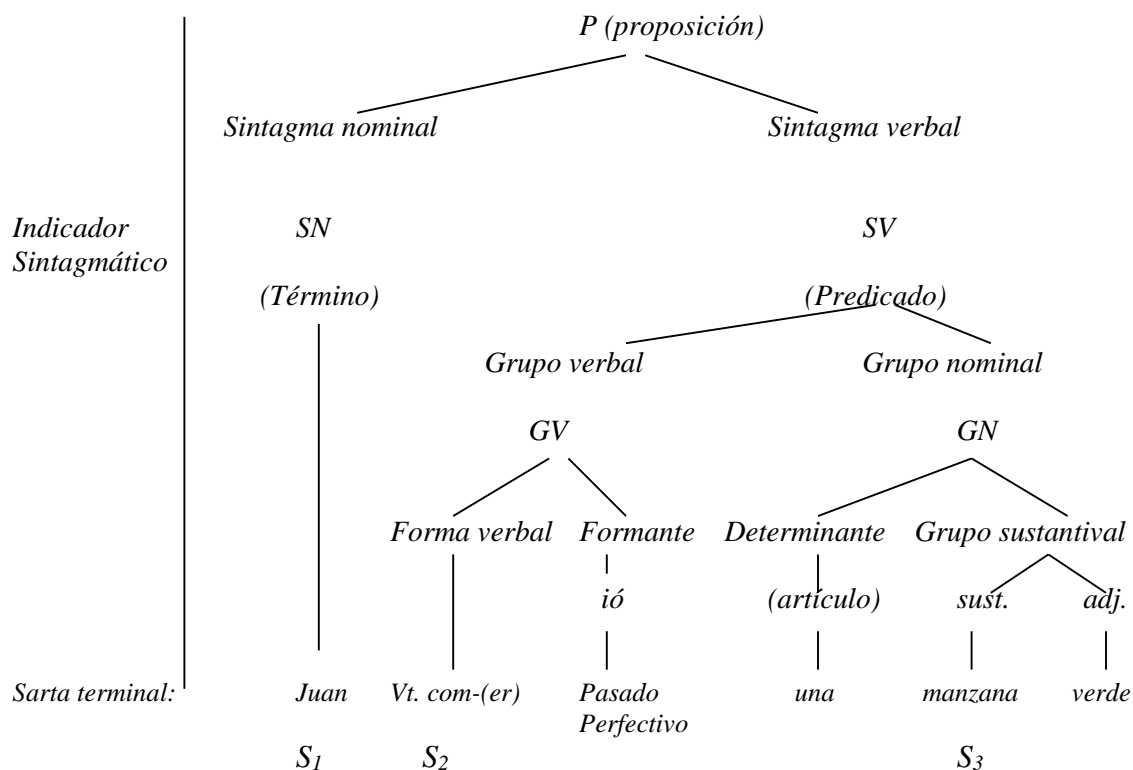 P (proposición)
Sintagma nominal Sintagma verbal
Indicador SN SV
Sintagmático
(Término) (Predicado)
Grupo verbal Grupo nominal
GV GN
Forma verbal Formante Determinante Grupo sustantival
ió (artículo) sust. adj.
Sarta terminal: Juan Vt. com-(er) Pasado una manzana verde
Perfectivo
S1 S2 S3